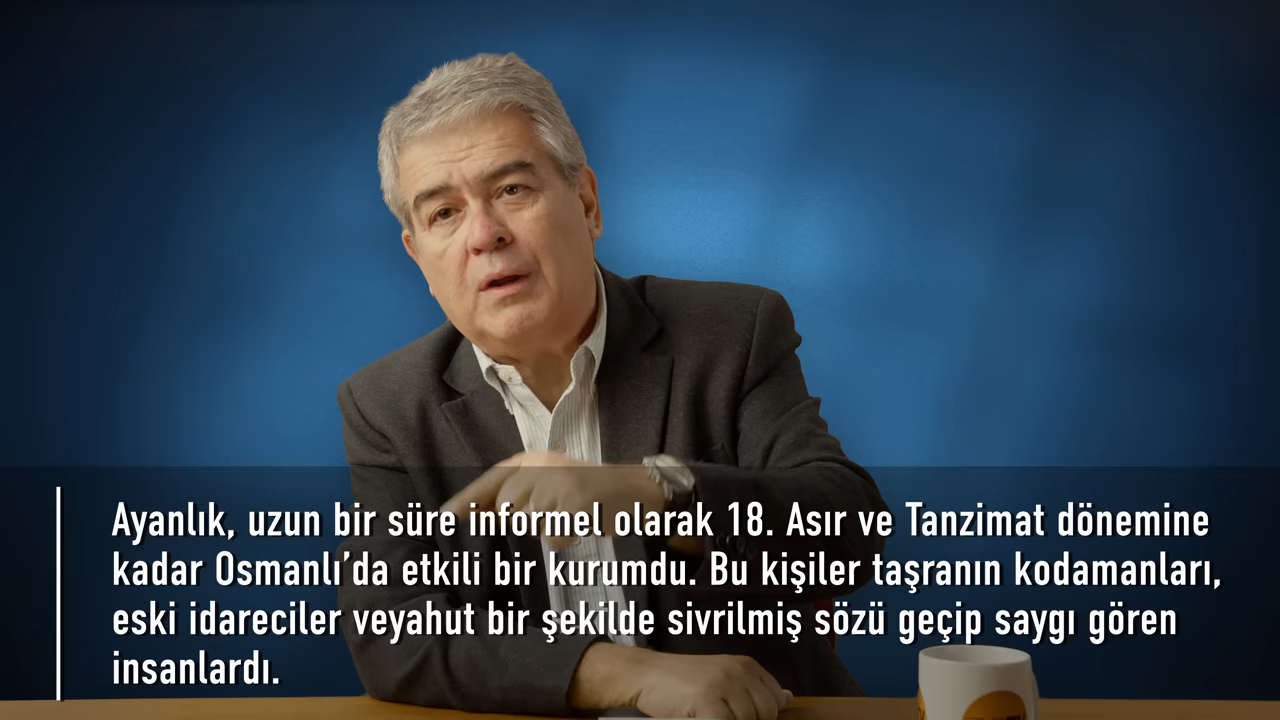 Ayanlık, uzun bir süre informel olarak 18. Asır ve Tanzimat dönemine
kadar Osmanlı’da etkili bir kurumdu. Bu kişiler taşranın kodamanları,
eski idareciler veyahut bir şekilde sivrilmiş sözü geçip saygı gören
insanlardı.